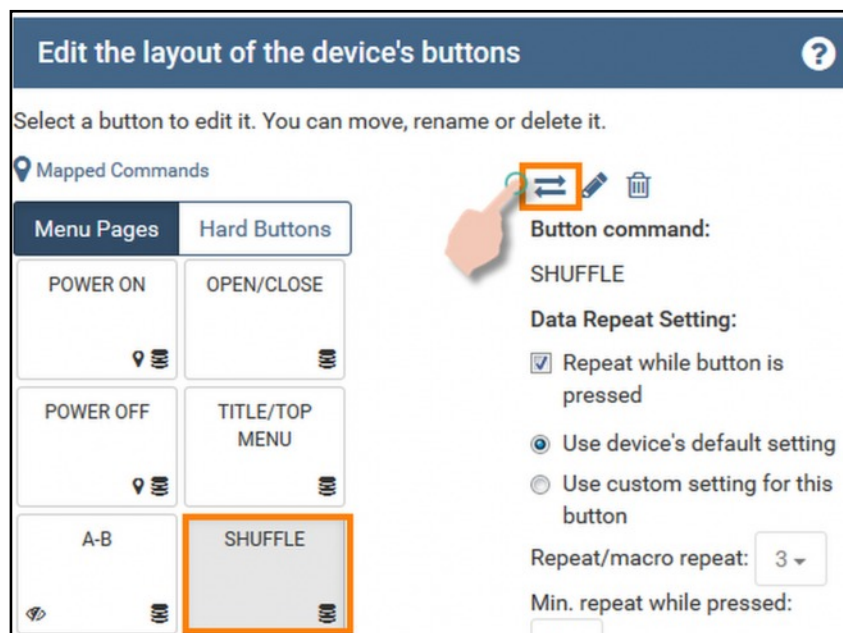 Edit the layout of the device's buttons
?
Select a button to edit it. You can move, rename or delete it.
Mapped Commands
Menu Pages
Hard Buttons
POWER ON
OPEN/CLOSE
POWER OFF
TITLE/TOP
MENU
A-B
SHUFFLE
Button command:
SHUFFLE
Data Repeat Setting:
Repeat while button is
pressed
Use device's default setting
Use custom setting for this
button
Repeat/macro repeat: 3
Min. repeat while pressed: